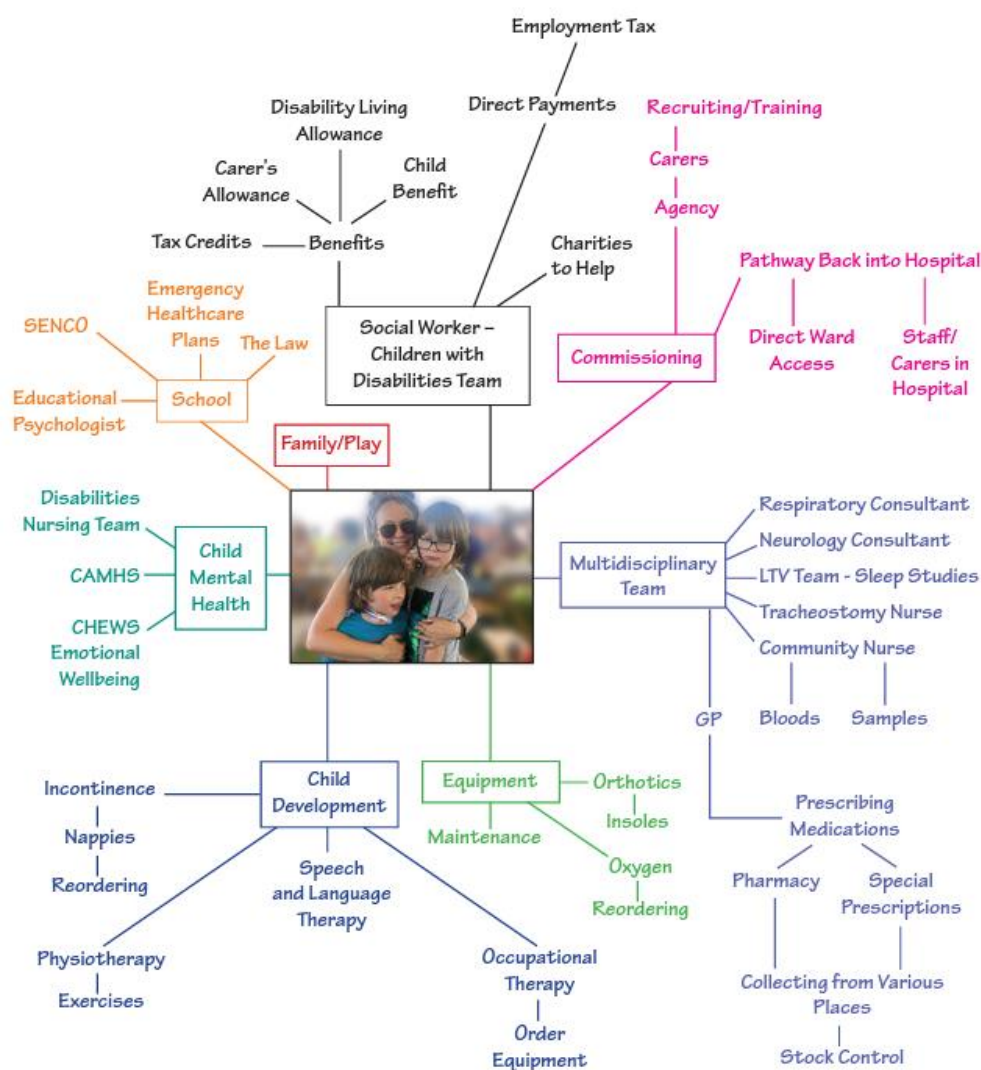 Employment Tax
Direct Payments
Disability Living
Allowance
Carer's
Allowance
Child
Benefit
Tax Credits
Benefits
Charities
to Help
Social Worker –
Children with
Disabilities Team
Recruiting/Training
Carers
Agency
Pathway Back into Hospital
Direct Ward
Access
Staff/
Carers in
Hospital
Commissioning
SENCO
Emergency
Healthcare
Plans
The Law
Educational
Psychologist
School
Family/Play
Disabilities
Nursing Team
CAMHS
CHEWS
Emotional
Wellbeing
Child
Mental
Health
Multidisciplinary
Team
Respiratory Consultant
Neurology Consultant
LTV Team - Sleep Studies
Tracheostomy Nurse
Community Nurse
Bloods
Samples
GP
Prescribing
Medications
Pharmacy
Special
Prescriptions
Collecting from Various
Places
Stock Control
Child
Development
Incontinence
Nappies
Reordering
Speech
and Language
Therapy
Physiotherapy
Exercises
Occupational
Therapy
Order
Equipment
Equipment
Maintenance
Orthotics
Insoles
Oxygen
Reordering